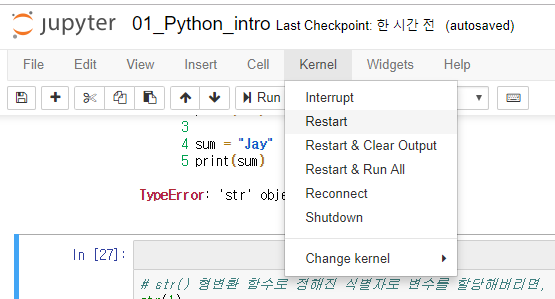 jupyter 01_Python_intro Last Checkpoint: 한 시간 전 (autosaved)
File Edit View Insert Cell Kernel Widgets Help
Run
Interrupt
Restart
Restart & Clear Output
Restart & Run All
Reconnect
Shutdown
Change kernel
3
4 sum = "Jay"
5 print(sum)
TypeError: 'str' obje
In [27]:
# str() 형변환 함수로 정해진 식별자로 변수를 할당해버리면,